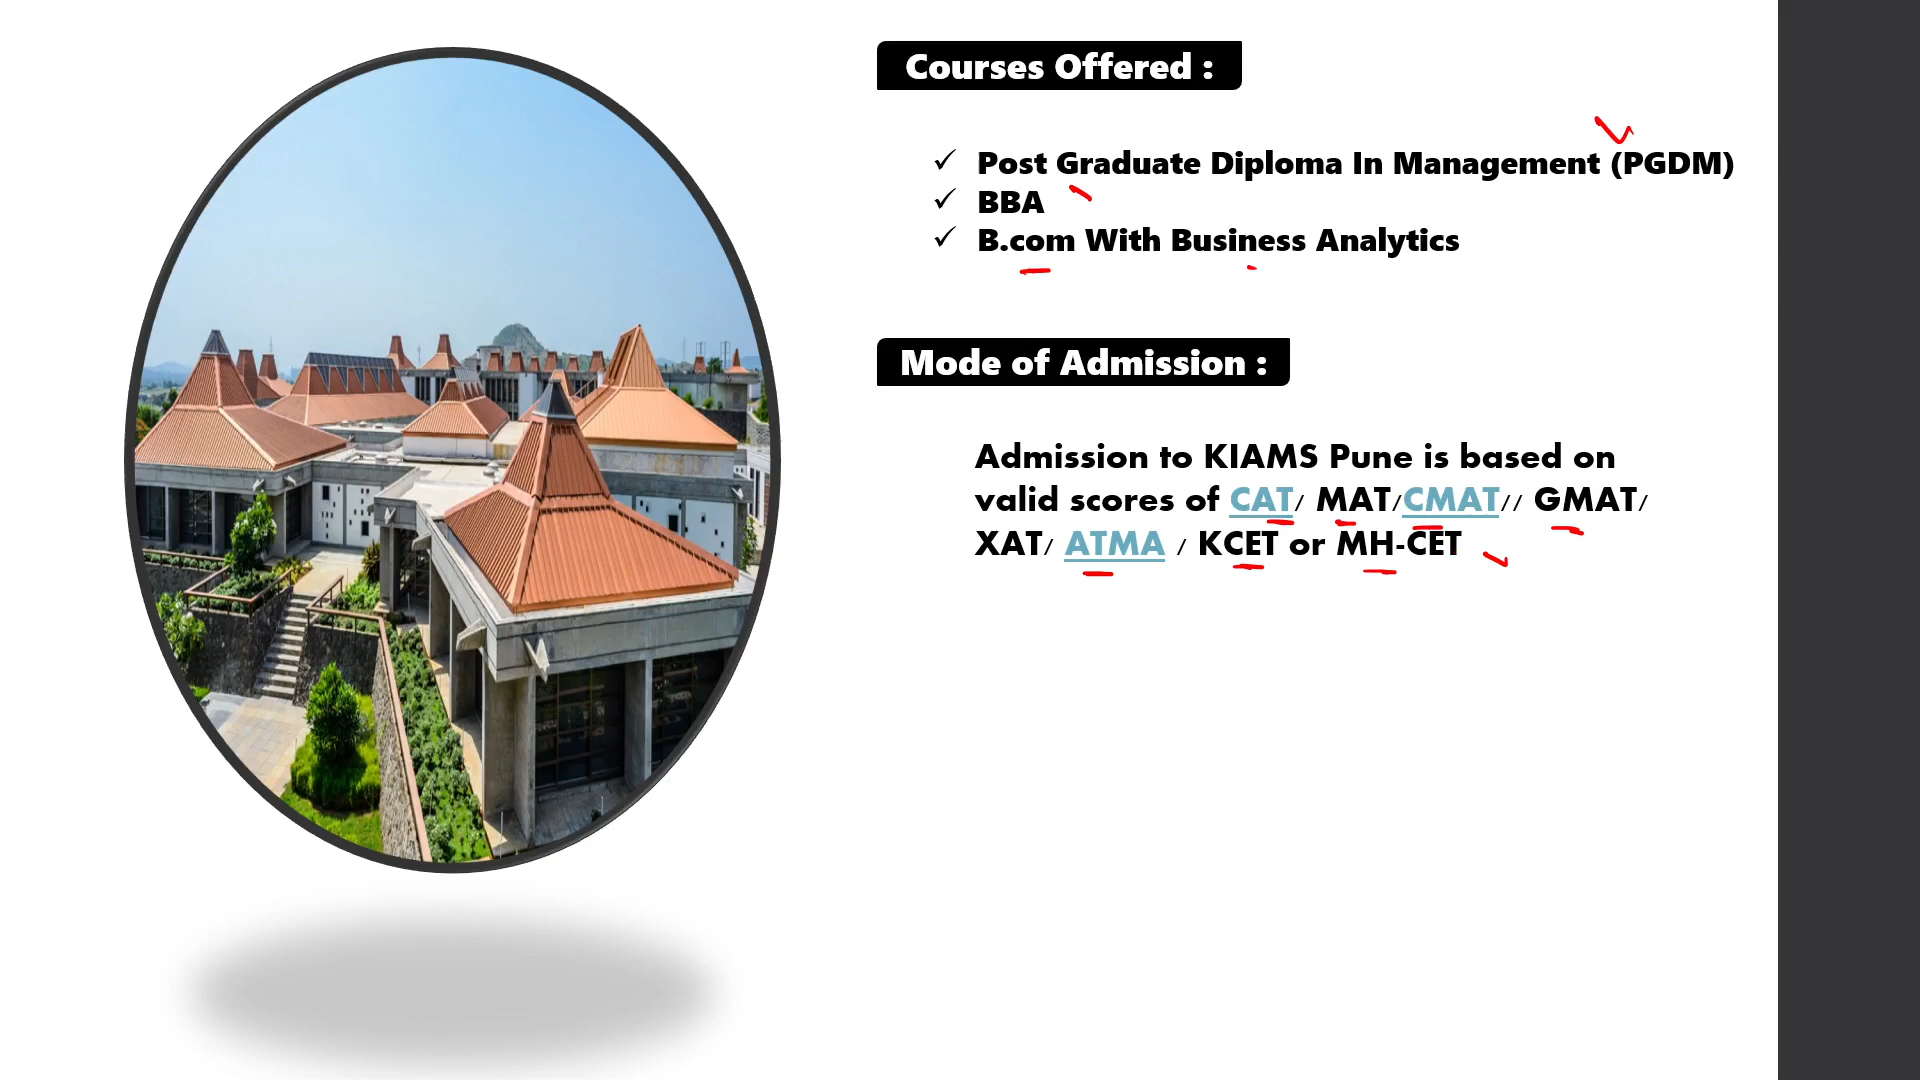 Courses Offered :
✓ Post Graduate Diploma In Management (PGDM)
✓ BBA
✓ B.com With Business Analytics
Mode of Admission :
Admission to KIAMS Pune is based on
valid scores of CAT/ MAT/CMAT// GMAT/
XAT/ ATMA / KCET or MH-CET